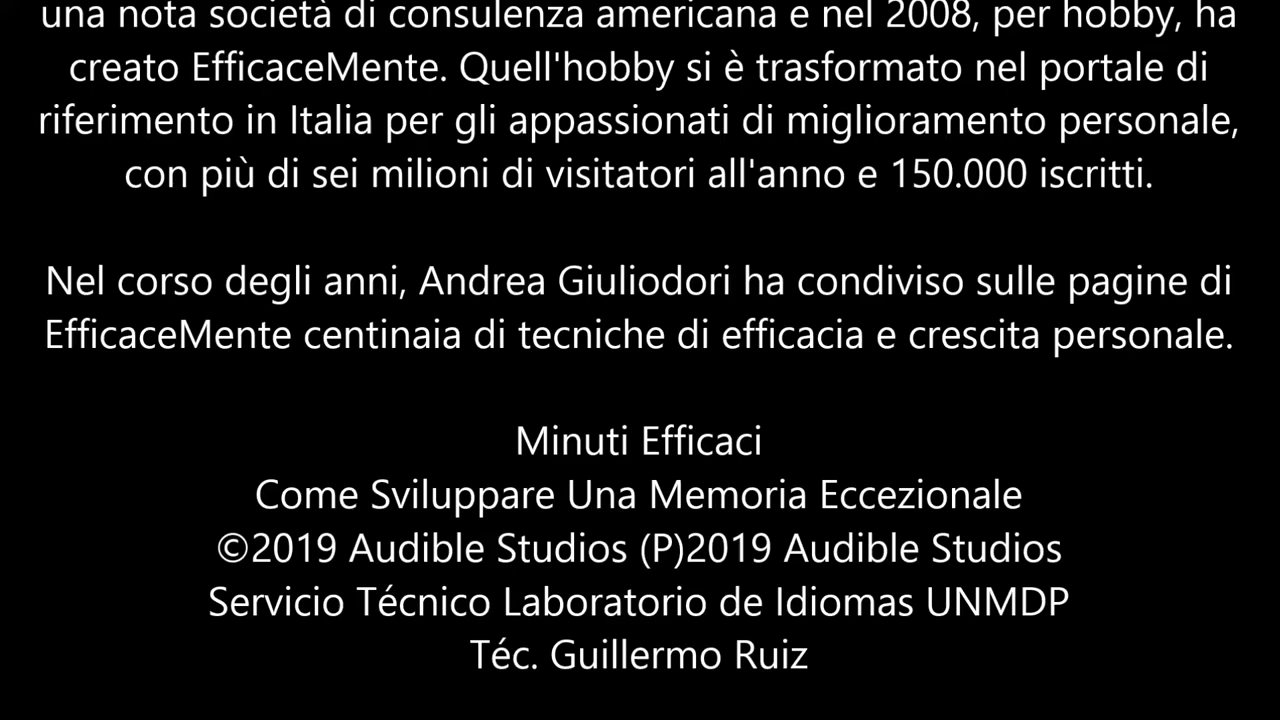 una nota società di consulenza americana e nel 2008, per hobby, ha
creato EfficaceMente. Quell'hobby si è trasformato nel portale di
riferimento in Italia per gli appassionati di miglioramento personale,
con più di sei milioni di visitatori all'anno e 150.000 iscritti.
Nel corso degli anni, Andrea Giuliodori ha condiviso sulle pagine di
EfficaceMente centinaia di tecniche di efficacia e crescita personale.
Minuti Efficaci
Come Sviluppare Una Memoria Eccezionale
©2019 Audible Studios (P)2019 Audible Studios
Servicio Técnico Laboratorio de Idiomas UNMDP
Téc. Guillermo Ruiz